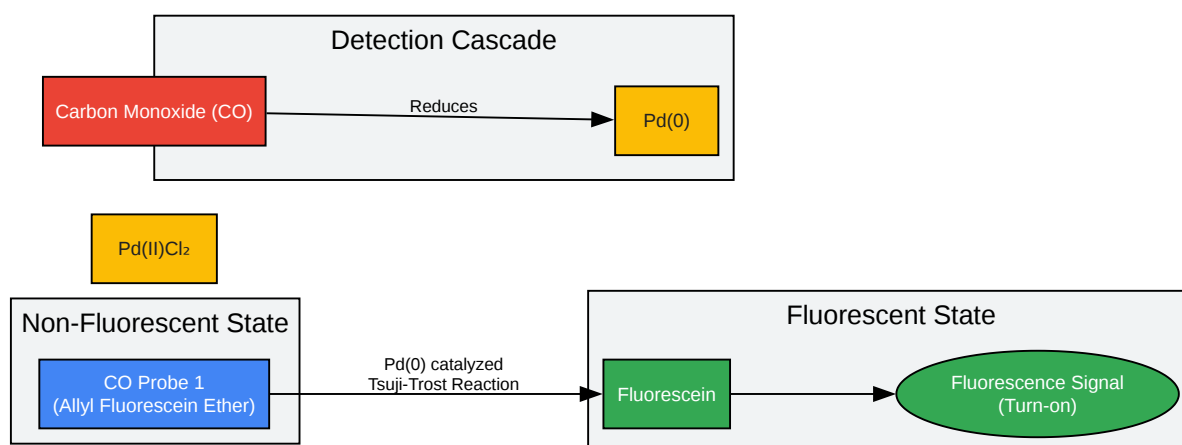 Detection Cascade
Carbon Monoxide (CO)
Reduces
Pd(0)
Pd(II)Cl₂
Non-Fluorescent State
CO Probe 1
(Allyl Fluorescein Ether)
Pd(0) catalyzed
Tsuji-Trost Reaction
Fluorescent State
Fluorescein
Fluorescence Signal
(Turn-on)